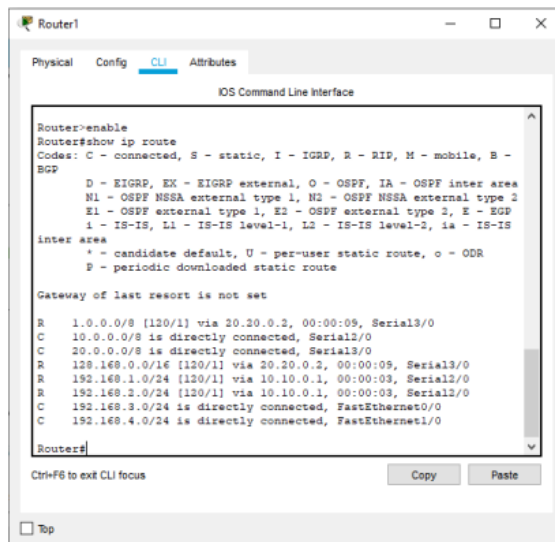 Router1
Physical Config CLI Attributes
IOS Command Line Interface
Router>enable
Router#show ip route
Codes: C - connected, S - static, I - IGRP, R - RIP, M - mobile, B -
BGP
D - EIGRP, EX - EIGRP external, O - OSPF, IA - OSPF inter area
N1 - OSPF NSSA external type 1, N2 - OSPF NSSA external type 2
E1 - OSPF external type 1, E2 - OSPF external type 2, E - EGP
i - IS-IS, L1 - IS-IS level-1, L2 - IS-IS level-2, ia - IS-IS
inter area
* - candidate default, U - per-user static route, o - ODR
P - periodic downloaded static route
Gateway of last resort is not set
R 1.0.0.0/8 [120/1] via 20.20.0.2, 00:00:09, Serial3/0
C 10.0.0.0/8 is directly connected, Serial2/0
C 20.0.0.0/8 is directly connected, Serial3/0
R 128.168.0.0/16 [120/1] via 20.20.0.2, 00:00:09, Serial3/0
R 192.168.1.0/24 [120/1] via 10.10.0.1, 00:00:03, Serial2/0
R 192.168.2.0/24 [120/1] via 10.10.0.1, 00:00:03, Serial2/0
C 192.168.3.0/24 is directly connected, FastEthernet0/0
C 192.168.4.0/24 is directly connected, FastEthernet1/0
Router#
Ctrl+F6 to exit CLI focus Copy Paste
Top